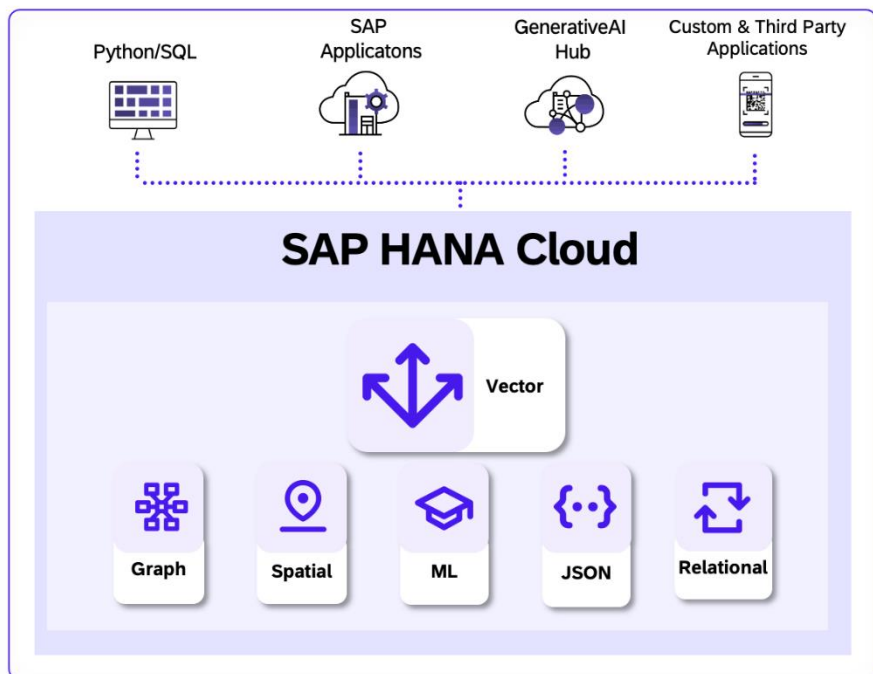 Python/SQL
SAP
Applicatons
GenerativeAI
Hub
Custom & Third Party
Applications
SAP HANA Cloud
Vector
Graph
Spatial
ML
JSON
Relational